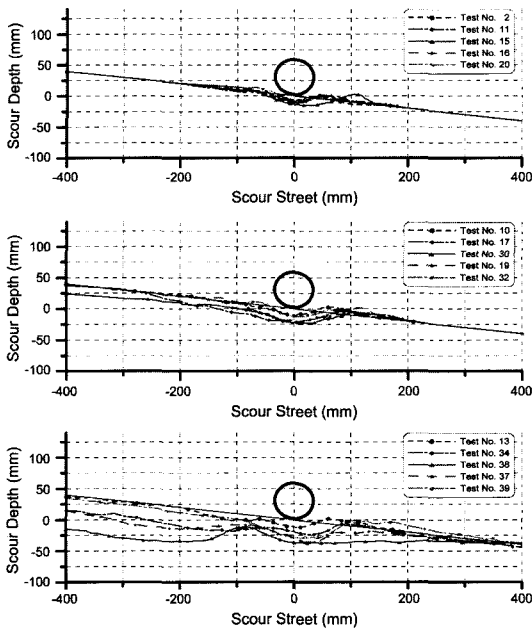 Test No. 2
Test No. 11
Test No. 15
Test No. 16
Test No. 20
Scour Depth (mm)
100
50
0
-50
-100
-400 -200 0 200 400
Scour Street (mm)
Test No. 10
Test No. 17
Test No. 30
Test No. 19
Test No. 32
Scour Depth (mm)
100
50
0
-50
-100
-400 -200 0 200 400
Scour Street (mm)
Test No. 13
Test No. 34
Test No. 38
Test No. 37
Test No. 39
Scour Depth (mm)
100
50
0
-50
-100
-400 -200 0 200 400
Scour Street (mm)